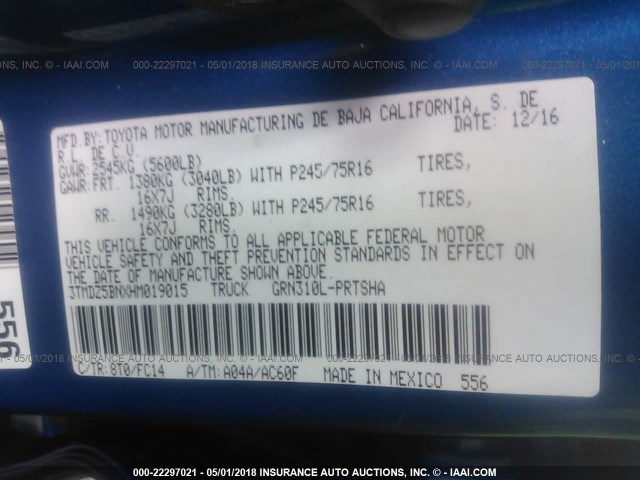 INSURANCE AUTO AUCTIONS, INC. - IAAI.COM 000-22297021 - 05/01/2018 INSURANCE AUTO AUCTIONS, INC. - IAAI.COM 000-22297021 - 05/01/2018
MFD.BY:TOYOTA MOTOR MANUFACTURING DE BAJA CALIFORNIA, S. DE
R.L. DE C.V. DATE: 12/16
GVWR:2545KG (5600LB)
GAWR:FRT. 1380KG (3040LB) WITH P245/75R16 TIRES,
16X7J RIMS.
RR. 1490KG (3280LB) WITH P245/75R16 TIRES,
16X7J RIMS.
THIS VEHICLE CONFORMS TO ALL APPLICABLE FEDERAL MOTOR
VEHICLE SAFETY AND THEFT PREVENTION STANDARDS IN EFFECT ON
THE DATE OF MANUFACTURE SHOWN ABOVE.
3TMDZ5BNXHM019015 TRUCK GRN310L-PRTSHA
C/TR:8T0/FC14 A/TM:A04A/AC60F MADE IN MEXICO 556
556
000-22297021 - 05/01/2018 INSURANCE AUTO AUCTIONS, INC. - IAAI.COM